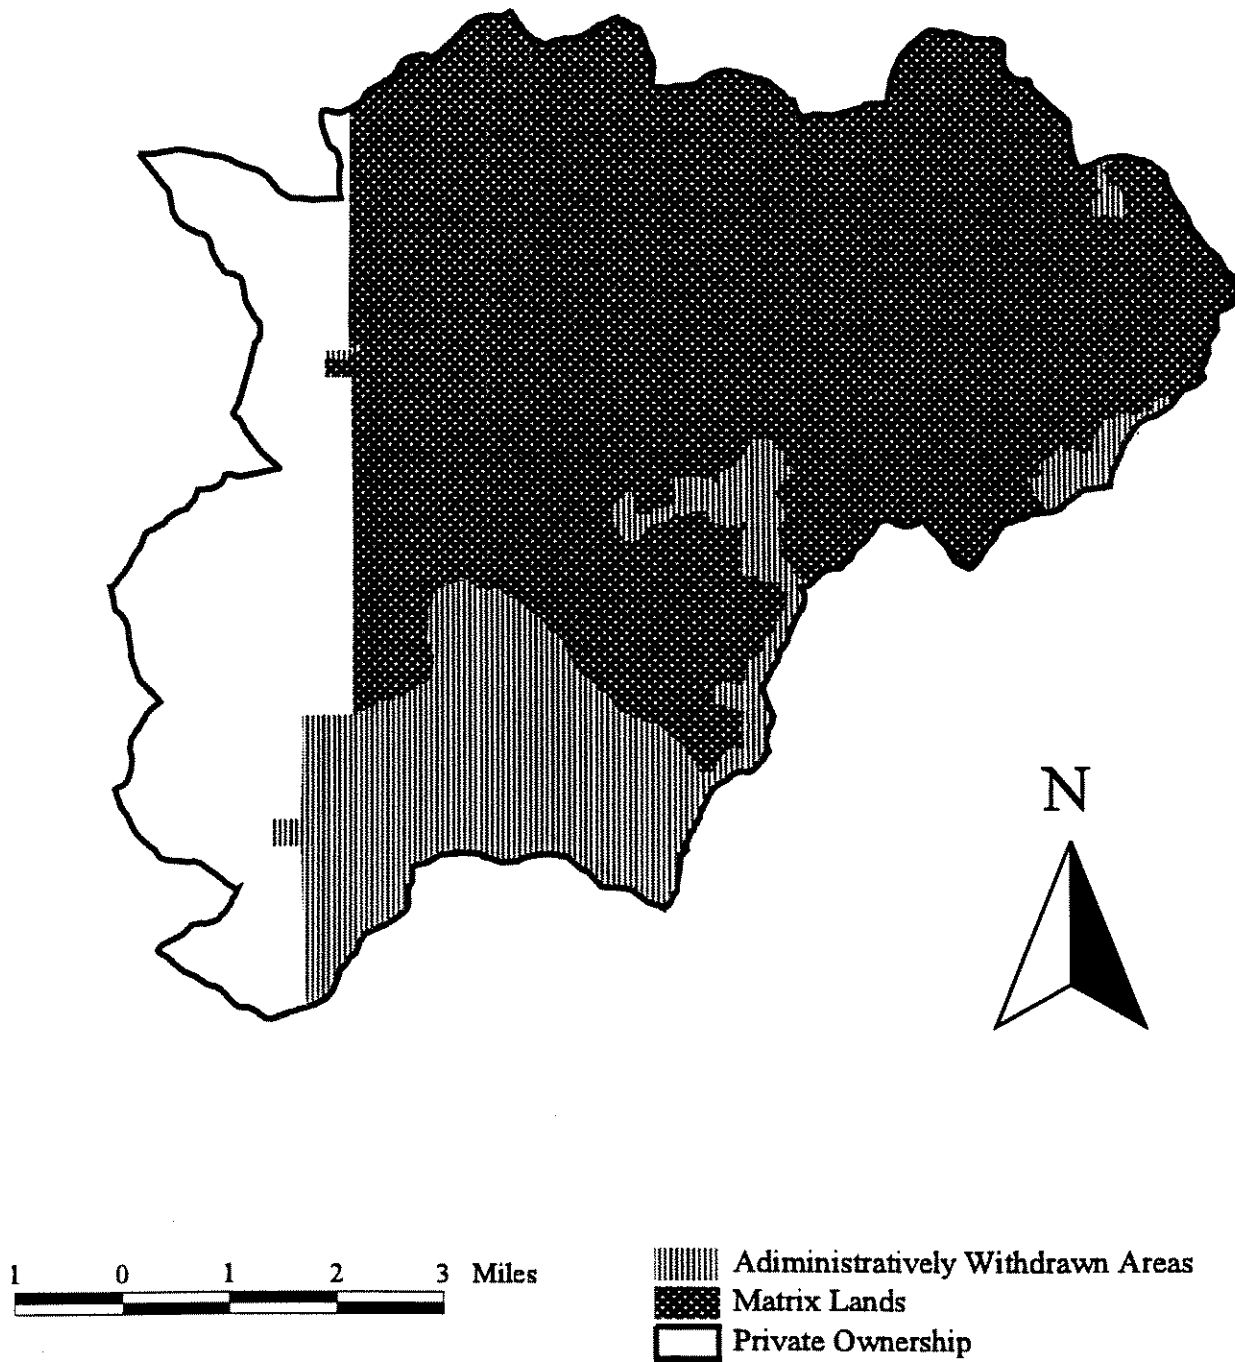 N
1 0 1 2 3 Miles
Adiministratively Withdrawn Areas
Matrix Lands
Private Ownership